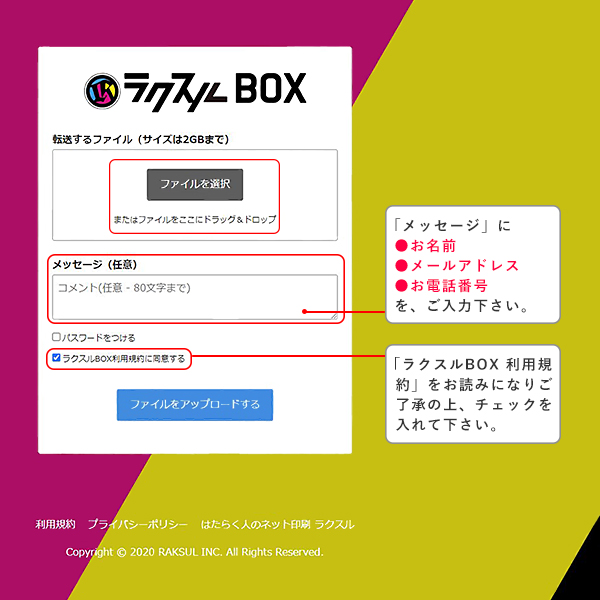 ラクスル BOX
転送するファイル（サイズは2GBまで）
ファイルを選択
またはファイルをここにドラッグ＆ドロップ
メッセージ（任意）
コメント(任意 - 80文字まで)
パスワードをつける
ラクスルBOX利用規約に同意する
ファイルをアップロードする
「メッセージ」に
●お名前
●メールアドレス
●お電話番号
を、ご入力下さい。
「ラクスルBOX 利用規
約」をお読みになりご
了承の上、チェックを
入れて下さい。
利用規約 プライバシーポリシー はたらく人のネット印刷 ラクスル
Copyright © 2020 RAKSUL INC. All Rights Reserved.